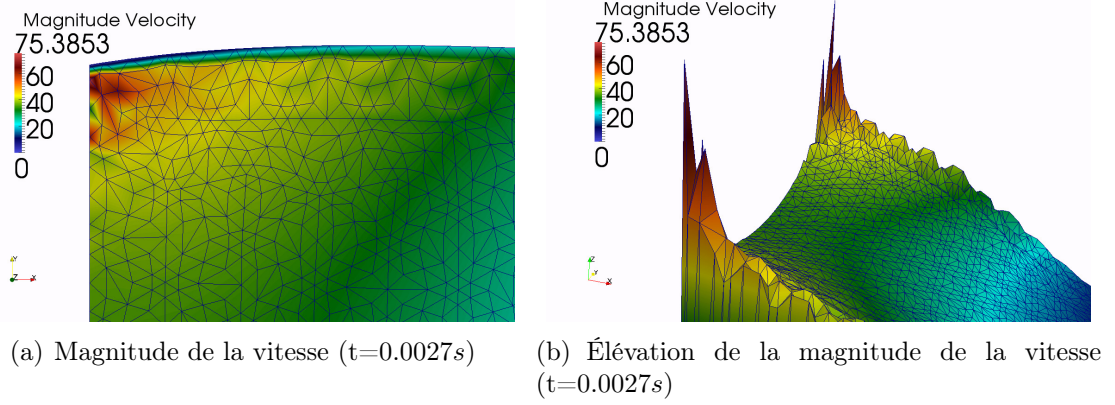 Magnitude Velocity
75.3853
60
40
20
0
Y
Z
X
(a) Magnitude de la vitesse (t=0.0027s)
Magnitude Velocity
75.3853
60
40
20
0
Z
Y
X
(b) Élévation de la magnitude de la vitesse
(t=0.0027s)